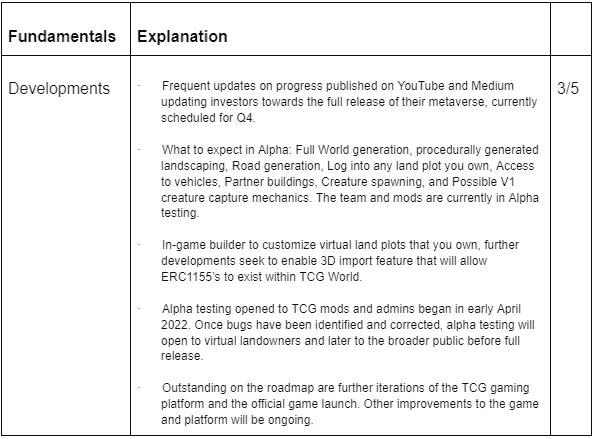 Fundamentals Explanation
Developments
· Frequent updates on progress published on YouTube and Medium
updating investors towards the full release of their metaverse, currently
scheduled for Q4.
3/5
· What to expect in Alpha: Full World generation, procedurally generated
landscaping, Road generation, Log into any land plot you own, Access
to vehicles, Partner buildings, Creature spawning, and Possible V1
creature capture mechanics. The team and mods are currently in Alpha
testing.
· In-game builder to customize virtual land plots that you own, further
developments seek to enable 3D import feature that will allow
ERC1155's to exist within TCG World.
· Alpha testing opened to TCG mods and admins began in early April
2022. Once bugs have been identified and corrected, alpha testing will
open to virtual landowners and later to the broader public before full
release.
· Outstanding on the roadmap are further iterations of the TCG gaming
platform and the official game launch. Other improvements to the game
and platform will be ongoing.